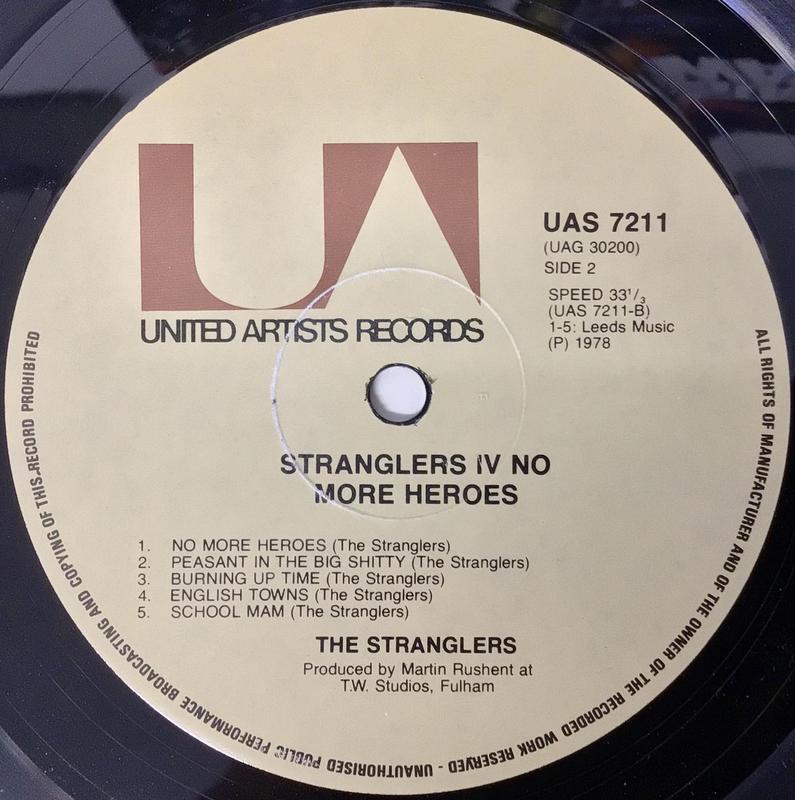 UA
UNITED ARTISTS RECORDS
UAS 7211
(UAG 30200)
SIDE 2
SPEED 33⅓
(UAS 7211-B)
1-5: Leeds Music
(P) 1978
STRANGLERS IV NO
MORE HEROES
1. NO MORE HEROES (The Stranglers)
2. PEASANT IN THE BIG SHITTY (The Stranglers)
3. BURNING UP TIME (The Stranglers)
4. ENGLISH TOWNS (The Stranglers)
5. SCHOOL MAM (The Stranglers)
THE STRANGLERS
Produced by Martin Rushent at
T.W. Studios, Fulham
ALL RIGHTS OF MANUFACTURER AND OF THE OWNER OF THE RECORDED WORK RESERVED - UNAUTHORISED PUBLIC PERFORMANCE BROADCASTING AND COPYING OF THIS RECORD PROHIBITED